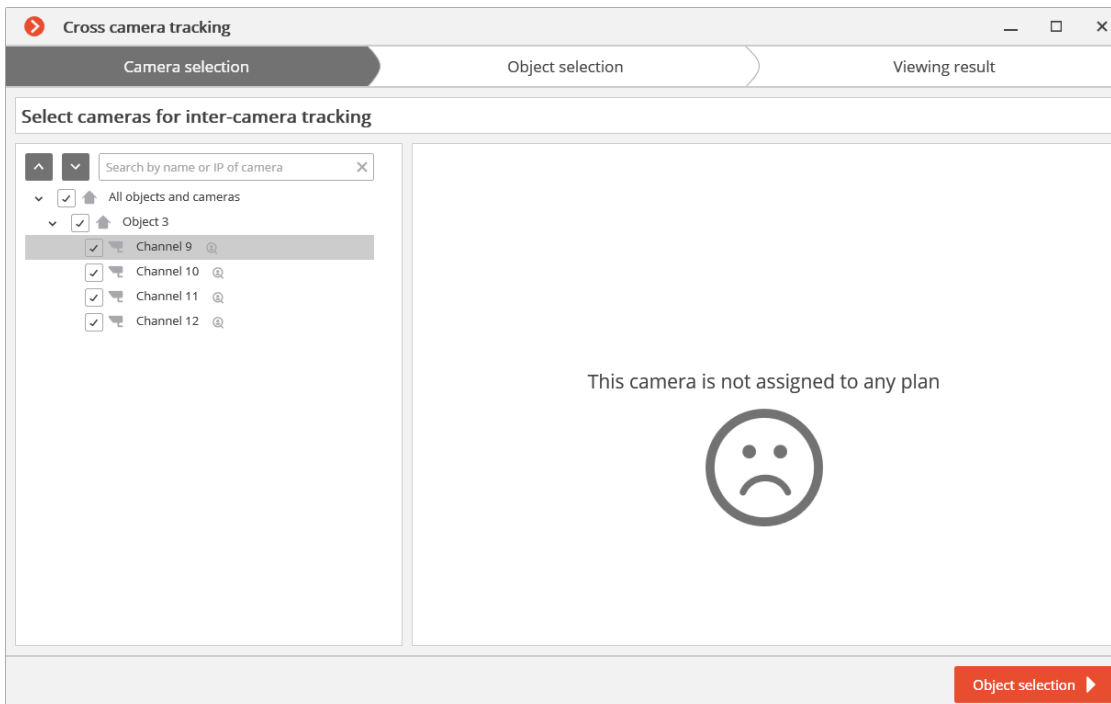 Cross camera tracking
Camera selection
Object selection
Viewing result
Select cameras for inter-camera tracking
Search by name or IP of camera
All objects and cameras
Object 3
Channel 9
Channel 10
Channel 11
Channel 12
This camera is not assigned to any plan
Object selection